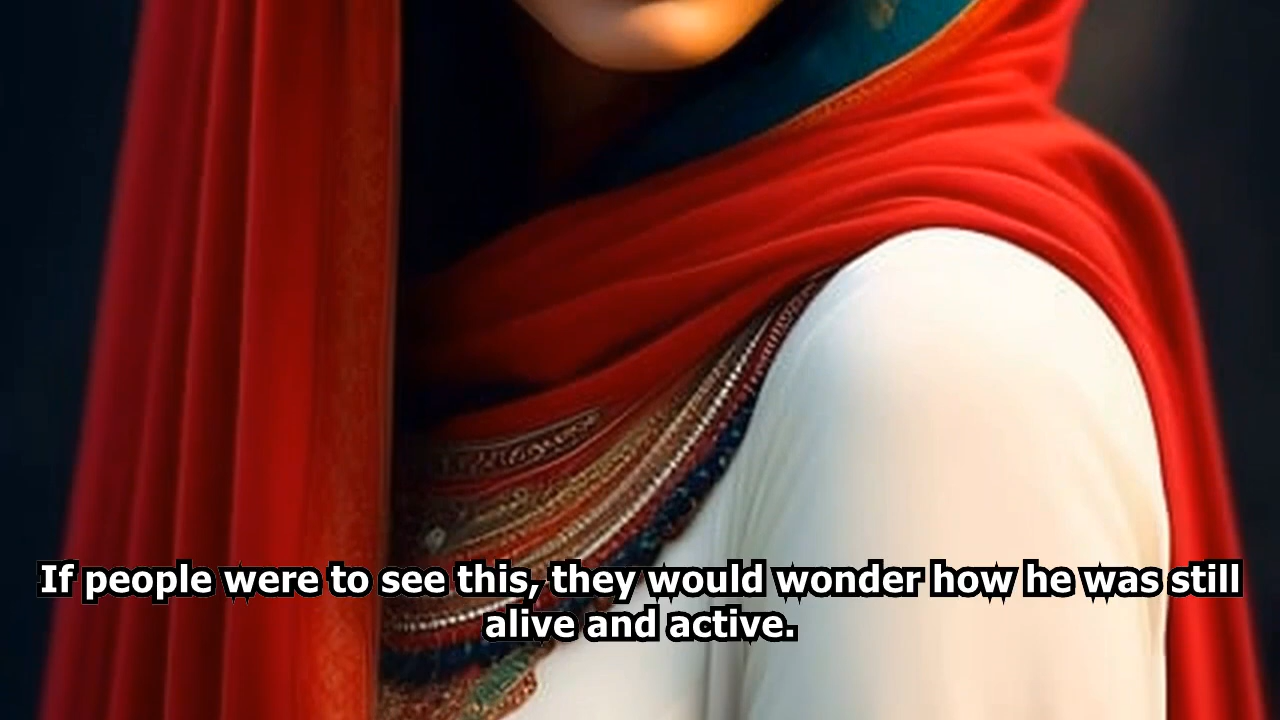 If people were to see this, they would wonder how he was still
alive and active.